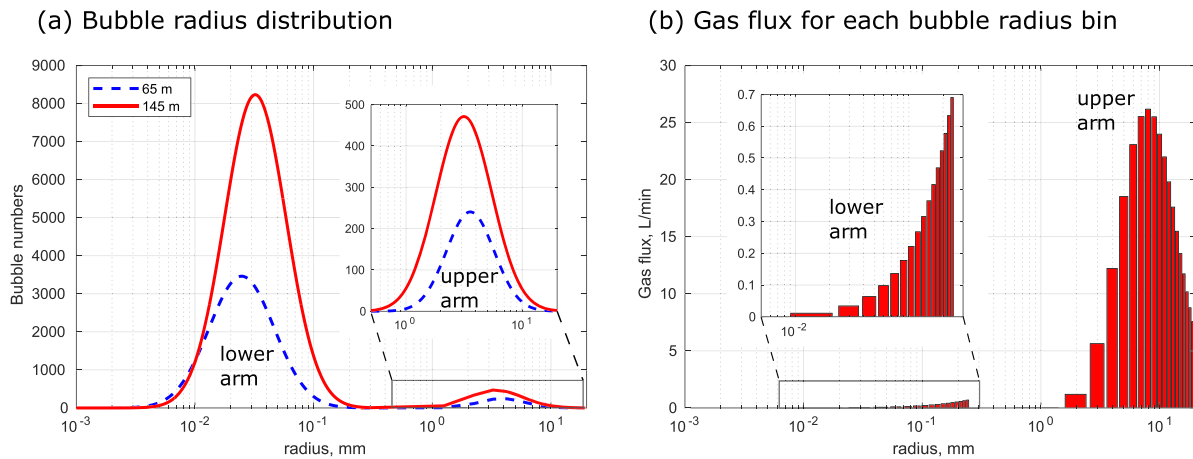 (a) Bubble radius distribution
(b) Gas flux for each bubble radius bin
Bubble numbers
9000
8000
7000
6000
5000
4000
3000
2000
1000
0
65 m
145 m
500
400
300
200
100
0
10^0 10^1
upper
arm
lower
arm
10^-3 10^-2 10^-1 10^0 10^1
radius, mm
Gas flux, L/min
30
25
20
15
10
5
0
0.7
0.6
0.5
0.4
0.3
0.2
0.1
0
10^-2
lower
arm
upper
arm
10^-3 10^-2 10^-1 10^0 10^1
radius, mm